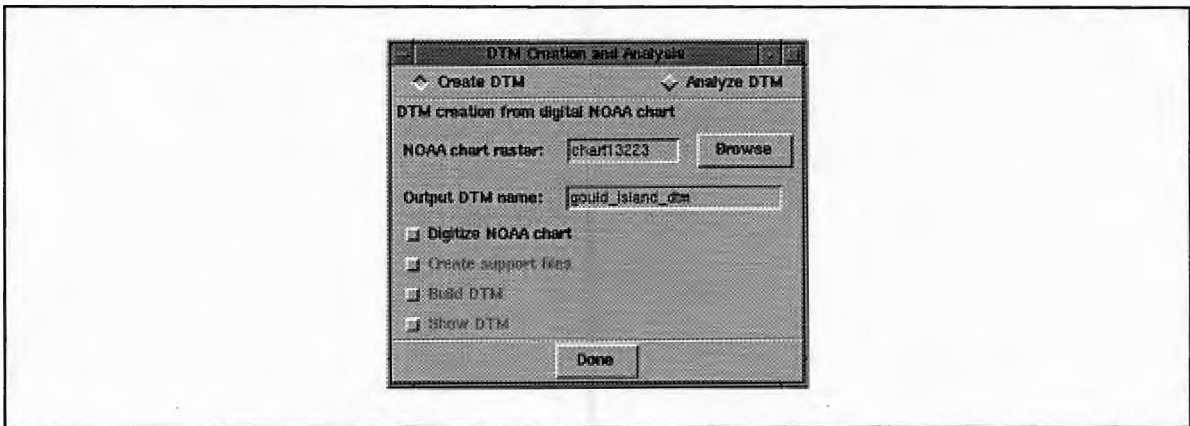 DTM Creation and Analysis
Create DTM Analyze DTM
DTM creation from digital NOAA chart
NOAA chart raster: chart13223 Browse
Output DTM name: gould_island_dtm
Digitize NOAA chart
Create support files
Build DTM
Show DTM
Done